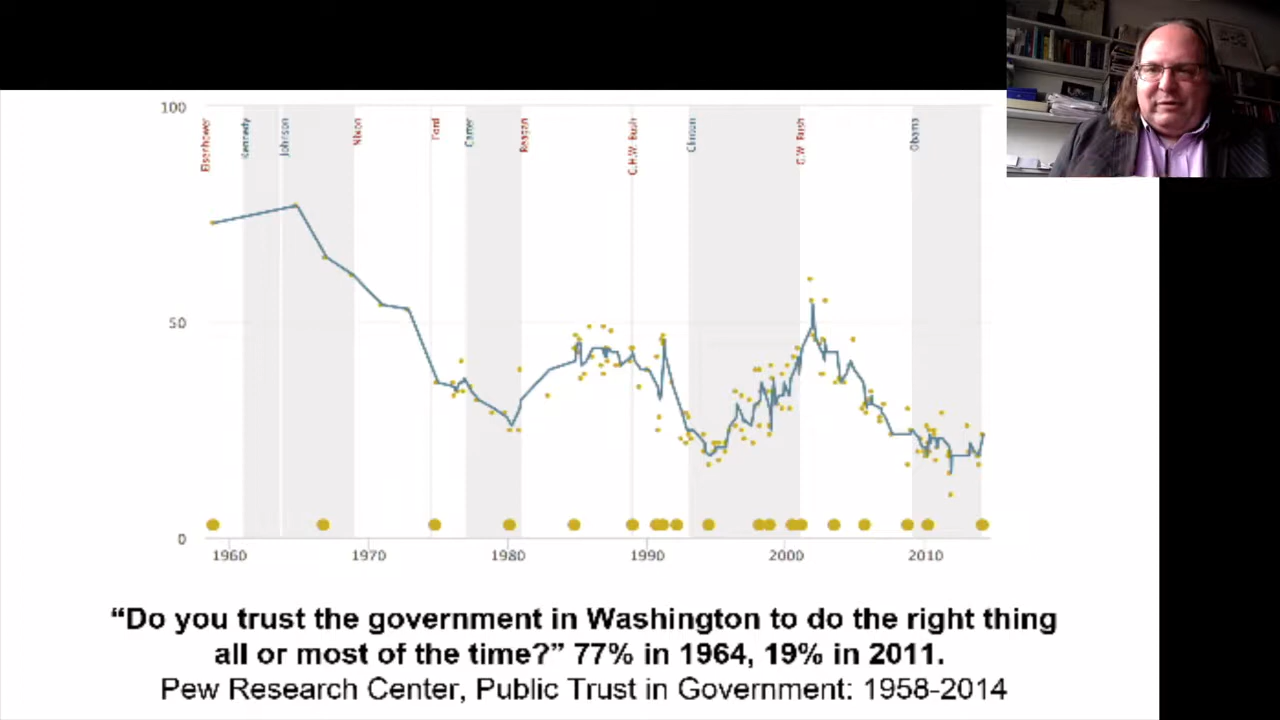 100
Eisenhower
Kennedy
Johnson
Nixon
Ford
Carter
Reagan
G.H.W. Bush
Clinton
G.W. Bush
Obama
50
0
1960 1970 1980 1990 2000 2010
“Do you trust the government in Washington to do the right thing
all or most of the time?” 77% in 1964, 19% in 2011.
Pew Research Center, Public Trust in Government: 1958-2014